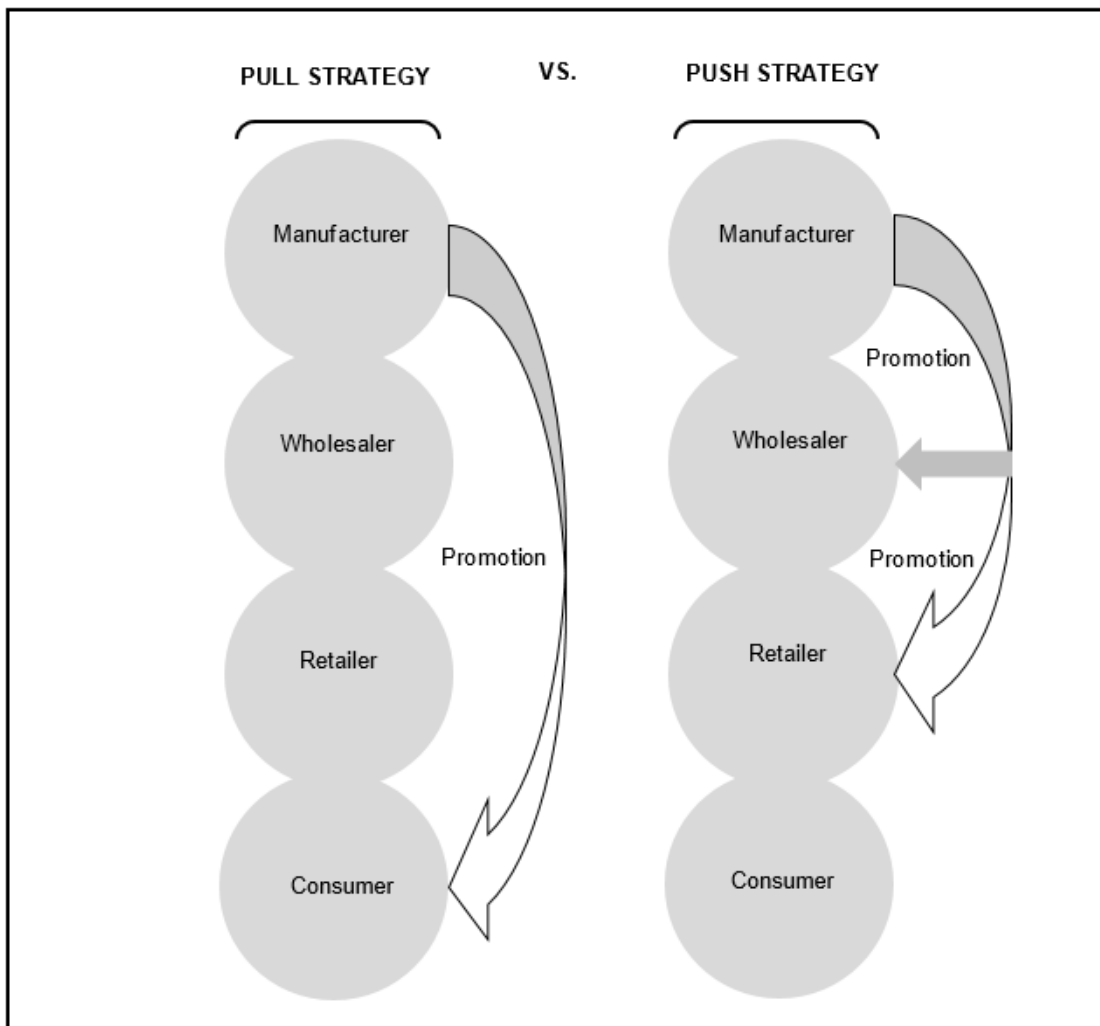 PULL STRATEGY VS. PUSH STRATEGY
Manufacturer
Wholesaler
Promotion
Retailer
Consumer
Manufacturer
Promotion
Wholesaler
Promotion
Retailer
Consumer